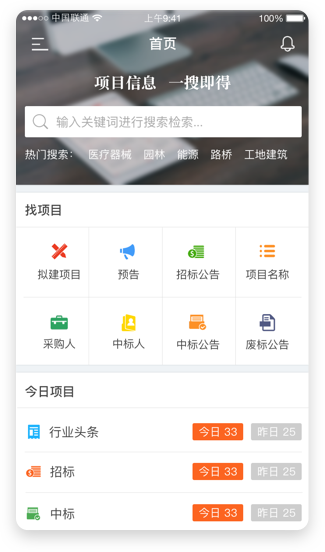 中国联通 上午9:41 100%
首页
项目信息 一搜即得
输入关键词进行搜索检索...
热门搜索： 医疗器械 园林 能源 路桥 工地建筑
找项目
拟建项目 预告 招标公告 项目名称
采购人 中标人 中标公告 废标公告
今日项目
行业头条 今日 33 昨日 25
招标 今日 33 昨日 25
中标 今日 33 昨日 25